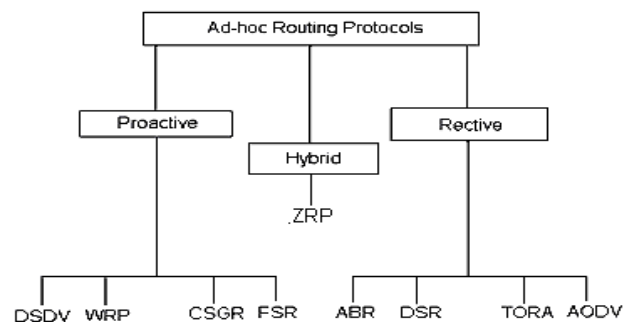 Ad-hoc Routing Protocols
Proactive
Rective
Hybrid
.ZRP
DSDV WRP CSGR FSR ABR DSR TORA AODV